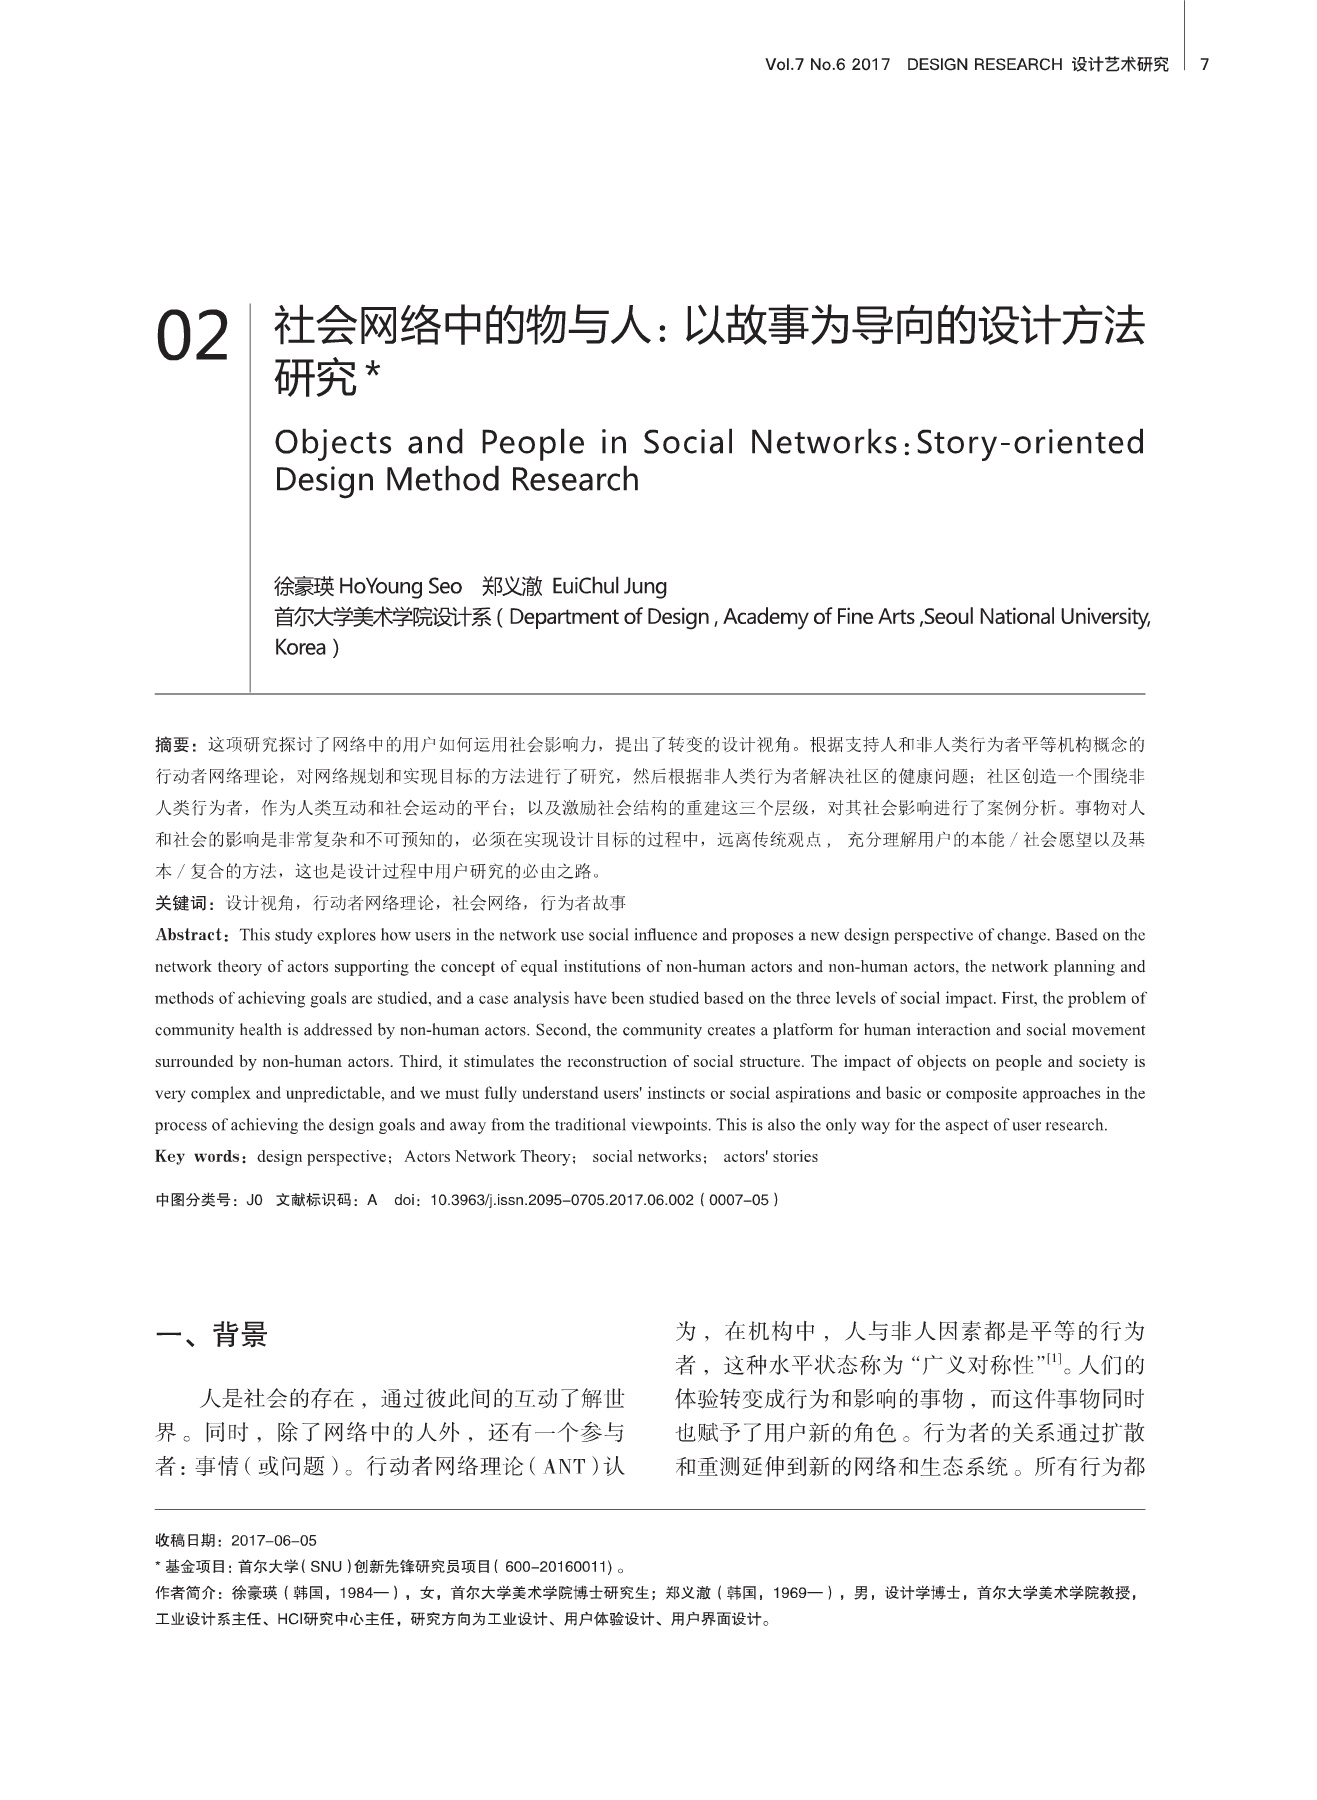 Vol.7 No.6 2017 DESIGN RESEARCH 设计艺术研究 7
02
社会网络中的物与人：以故事为导向的设计方法
研究*
Objects and People in Social Networks：Story-oriented
Design Method Research
徐豪瑛 HoYoung Seo 郑义澈 EuiChul Jung
首尔大学美术学院设计系（Department of Design , Academy of Fine Arts ,Seoul National University,
Korea）
摘要：这项研究探讨了网络中的用户如何运用社会影响力，提出了转变的设计视角。根据支持人和非人类行为者平等机构概念的
行动者网络理论，对网络规划和实现目标的方法进行了研究，然后根据非人类行为者解决社区的健康问题；社区创造一个围绕非
人类行为者，作为人类互动和社会运动的平台；以及激励社会结构的重建这三个层级，对其社会影响进行了案例分析。事物对人
和社会的影响是非常复杂和不可预知的，必须在实现设计目标的过程中，远离传统观点， 充分理解用户的本能 / 社会愿望以及基
本 / 复合的方法，这也是设计过程中用户研究的必由之路。
关键词：设计视角，行动者网络理论，社会网络，行为者故事
Abstract：This study explores how users in the network use social influence and proposes a new design perspective of change. Based on the
network theory of actors supporting the concept of equal institutions of non-human actors and non-human actors, the network planning and
methods of achieving goals are studied, and a case analysis have been studied based on the three levels of social impact. First, the problem of
community health is addressed by non-human actors. Second, the community creates a platform for human interaction and social movement
surrounded by non-human actors. Third, it stimulates the reconstruction of social structure. The impact of objects on people and society is
very complex and unpredictable, and we must fully understand users' instincts or social aspirations and basic or composite approaches in the
process of achieving the design goals and away from the traditional viewpoints. This is also the only way for the aspect of user research.
Key words：design perspective；Actors Network Theory； social networks； actors' stories
中图分类号：J0 文献标识码：A doi：10.3963/j.issn.2095-0705.2017.06.002（0007-05）
一、背景
人是社会的存在，通过彼此间的互动了解世
界。同时，除了网络中的人外，还有一个参与
者：事情（或问题）。行动者网络理论（ANT）认
为，在机构中，人与非人因素都是平等的行为
者，这种水平状态称为“广义对称性”[1]。人们的
体验转变成行为和影响的事物，而这件事物同时
也赋予了用户新的角色。行为者的关系通过扩散
和重测延伸到新的网络和生态系统。所有行为都
收稿日期：2017-06-05
* 基金项目：首尔大学（SNU）创新先锋研究员项目（600-20160011）。
作者简介：徐豪瑛（韩国，1984—），女，首尔大学美术学院博士研究生；郑义澈（韩国，1969—），男，设计学博士，首尔大学美术学院教授，
工业设计系主任、HCI研究中心主任，研究方向为工业设计、用户体验设计、用户界面设计。